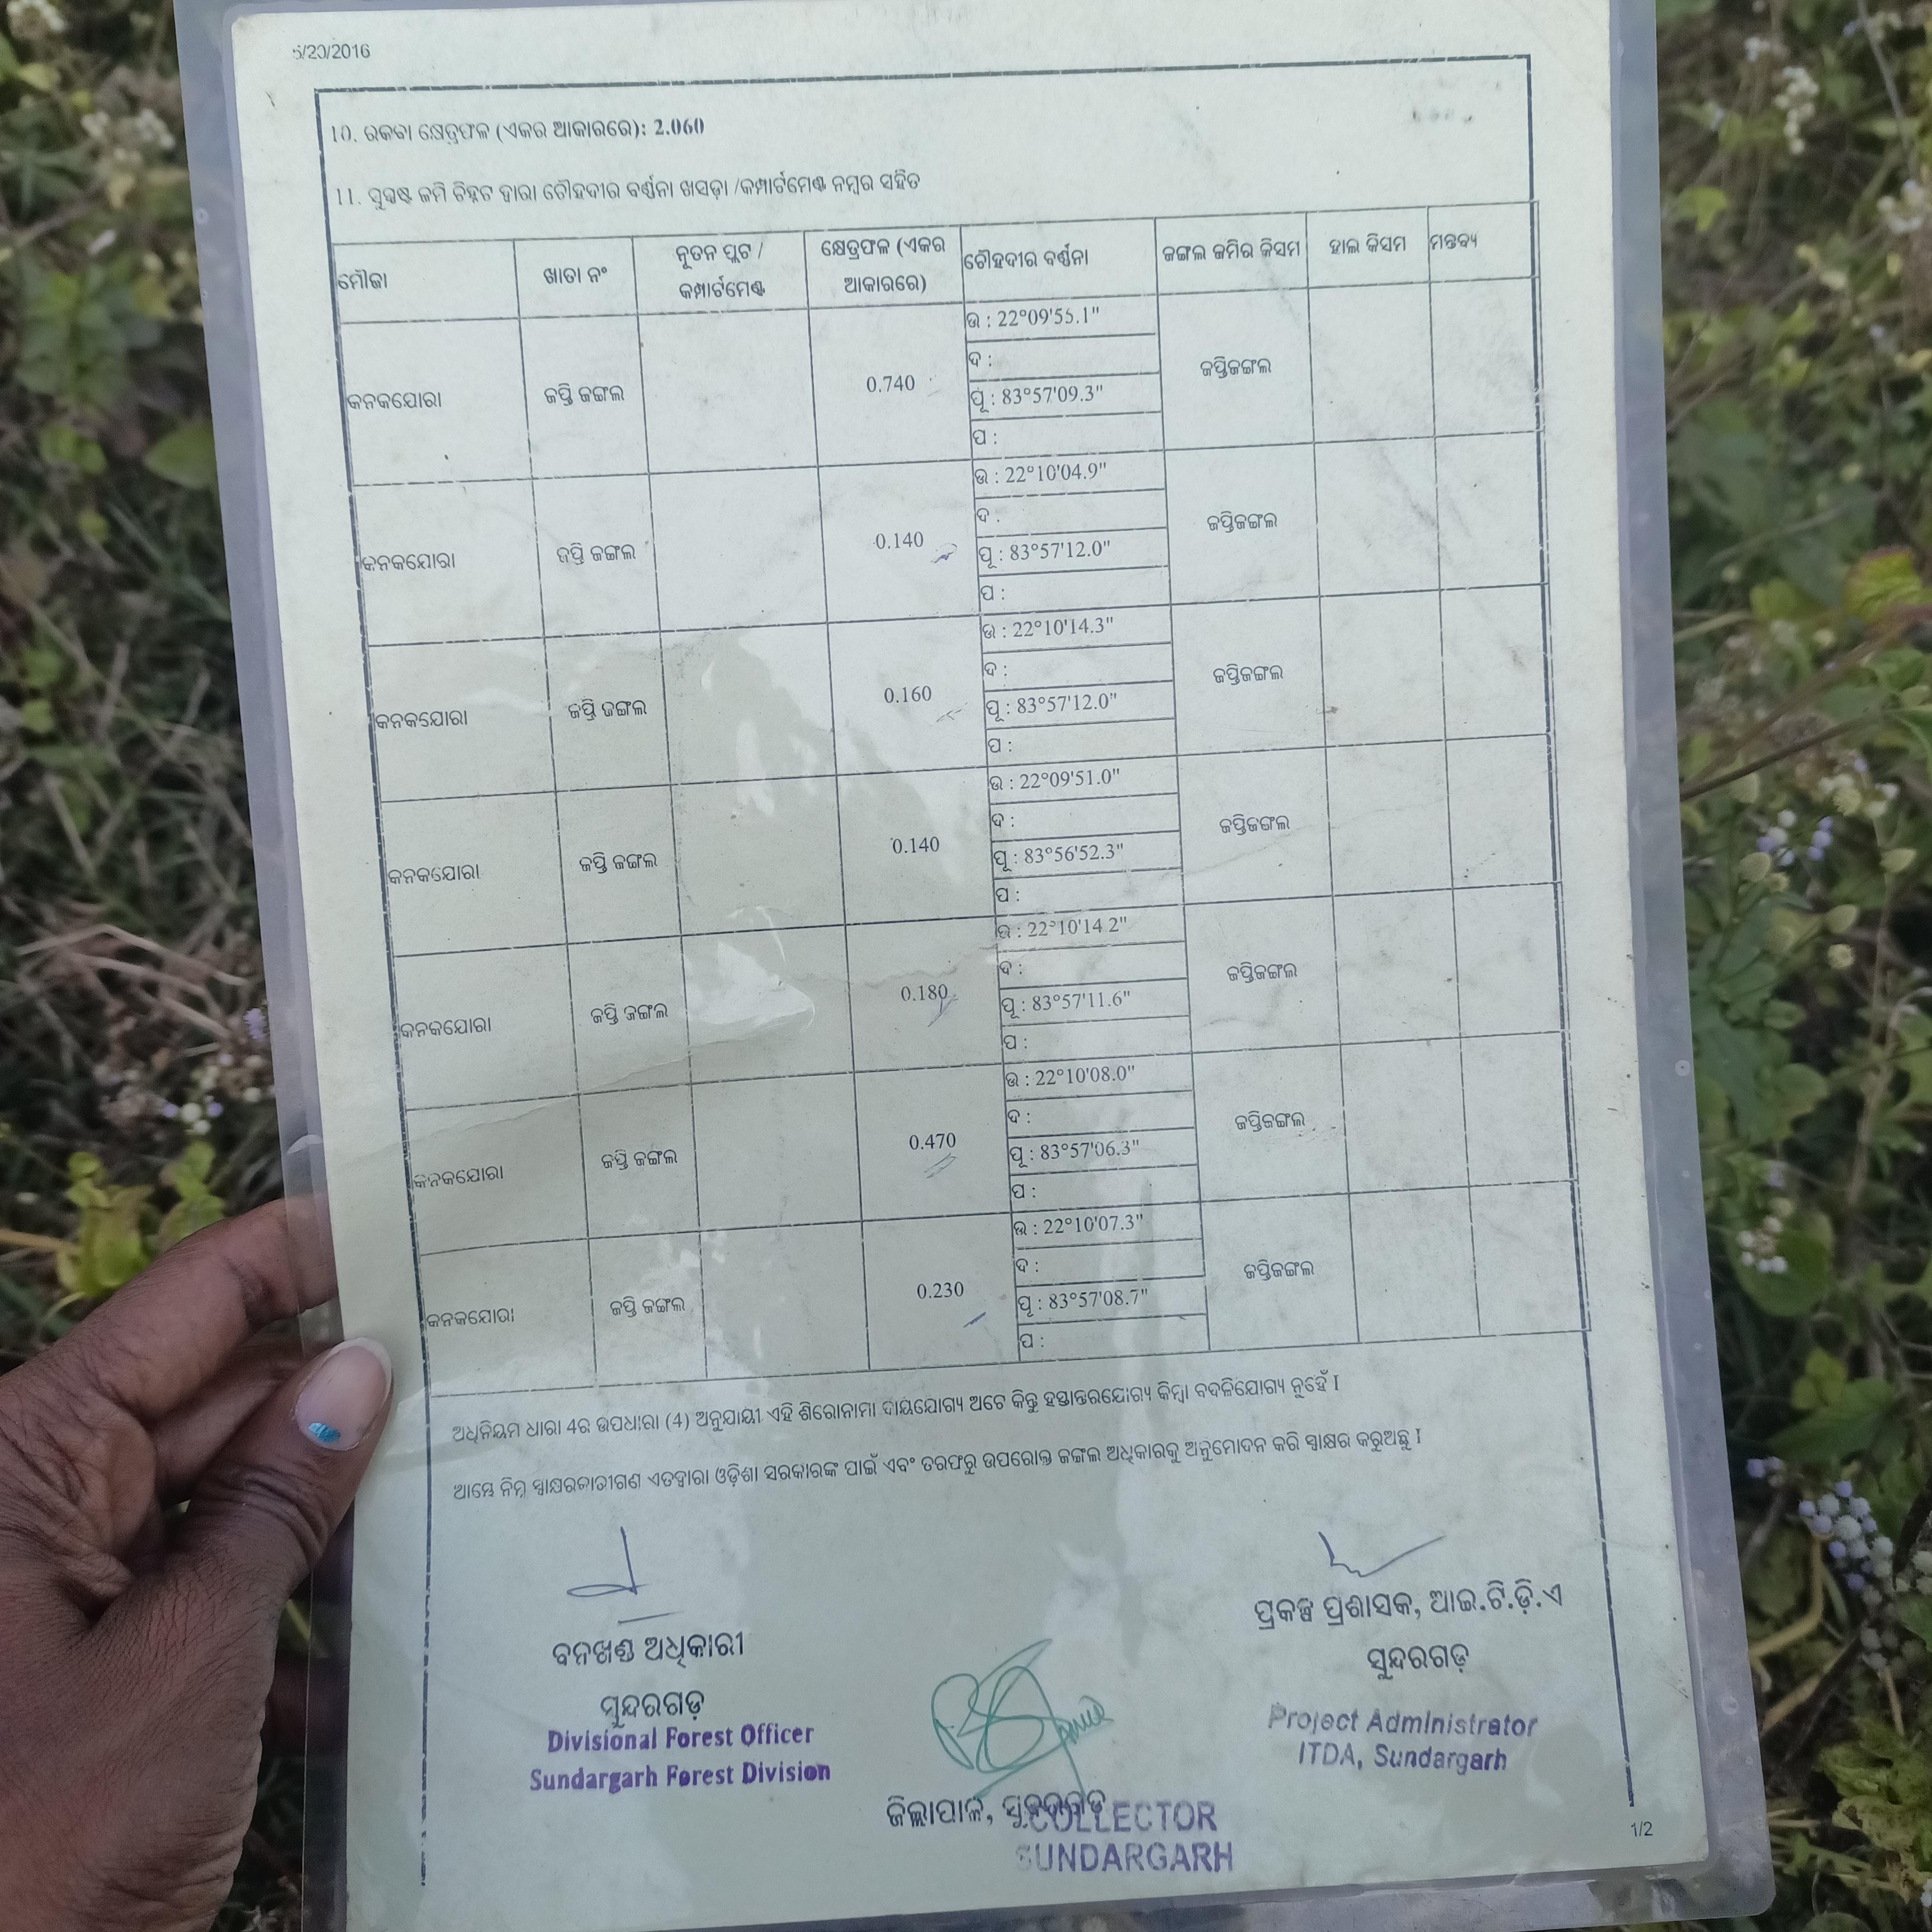 5/20/2016
10. ରକବା କ୍ଷେତ୍ରଫଳ (ଏକର ଆକାରରେ): 2.060
11. ସୁସ୍ପଷ୍ଟ ଜମି ଚିହ୍ନଟ ଦ୍ଵାରା ଚୌହଦୀର ବର୍ଣ୍ଣନା ଖସଡ଼ା /କମ୍ପାର୍ଟମେଣ୍ଟ ନମ୍ବର ସହିତ
ମୌଜା ଖାତା ନଂ ନୂତନ ପ୍ଲଟ / କମ୍ପାର୍ଟମେଣ୍ଟ କ୍ଷେତ୍ରଫଳ (ଏକର ଆକାରରେ) ଚୌହଦୀର ବର୍ଣ୍ଣନା ଜଙ୍ଗଲ ଜମିର କିସମ ହାଲ କିସମ ମନ୍ତବ୍ୟ
କନକଯୋରା ଜପ୍ତି ଜଙ୍ଗଲ 0.740 ଉ : 22°09'55.1" ଜପ୍ତିଜଙ୍ଗଲ
ଦ :
ପୂ : 83°57'09.3"
ପ :
କନକଯୋରା ଜପ୍ତି ଜଙ୍ଗଲ 0.140 ଉ : 22°10'04.9" ଜପ୍ତିଜଙ୍ଗଲ
ଦ :
ପୂ : 83°57'12.0"
ପ :
କନକଯୋରା ଜପ୍ତି ଜଙ୍ଗଲ 0.160 ଉ : 22°10'14.3" ଜପ୍ତିଜଙ୍ଗଲ
ଦ :
ପୂ : 83°57'12.0"
ପ :
କନକଯୋରା ଜପ୍ତି ଜଙ୍ଗଲ 0.140 ଉ : 22°09'51.0" ଜପ୍ତିଜଙ୍ଗଲ
ଦ :
ପୂ : 83°56'52.3"
ପ :
କନକଯୋରା ଜପ୍ତି ଜଙ୍ଗଲ 0.180 ଉ : 22°10'14.2" ଜପ୍ତିଜଙ୍ଗଲ
ଦ :
ପୂ : 83°57'11.6"
ପ :
କନକଯୋରା ଜପ୍ତି ଜଙ୍ଗଲ 0.470 ଉ : 22°10'08.0" ଜପ୍ତିଜଙ୍ଗଲ
ଦ :
ପୂ : 83°57'06.3"
ପ :
କନକଯୋରା ଜପ୍ତି ଜଙ୍ଗଲ 0.230 ଉ : 22°10'07.3" ଜପ୍ତିଜଙ୍ଗଲ
ଦ :
ପୂ : 83°57'08.7"
ପ :
ଅଧିନିୟମ ଧାରା 4ର ଉପଧାରା (4) ଅନୁଯାୟୀ ଏହି ଶିରୋନାମା ଦାୟଯୋଗ୍ୟ ଅଟେ କିନ୍ତୁ ହସ୍ତାନ୍ତରଯୋଗ୍ୟ କିମ୍ବା ବଦଳିଯୋଗ୍ୟ ନୁହେଁ I
ଆମ୍ଭେ ନିମ୍ନ ସ୍ଵାକ୍ଷରକାରୀଗଣ ଏତଦ୍ଵାରା ଓଡ଼ିଶା ସରକାରଙ୍କ ପାଇଁ ଏବଂ ତରଫରୁ ଉପରୋକ୍ତ ଜଙ୍ଗଲ ଅଧିକାରକୁ ଅନୁମୋଦନ କରି ସ୍ଵାକ୍ଷର କରୁଅଛୁ I
ବନଖଣ୍ଡ ଅଧିକାରୀ
ସୁନ୍ଦରଗଡ଼
Divisional Forest Officer
Sundargarh Forest Division
ପ୍ରକଳ୍ପ ପ୍ରଶାସକ, ଆଇ.ଟି.ଡ଼ି.ଏ
ସୁନ୍ଦରଗଡ଼
Project Administrator
ITDA, Sundargarh
ଜିଲ୍ଲାପାଳ, ସୁନ୍ଦରଗଡ଼
COLLECTOR
SUNDARGARH
1/2